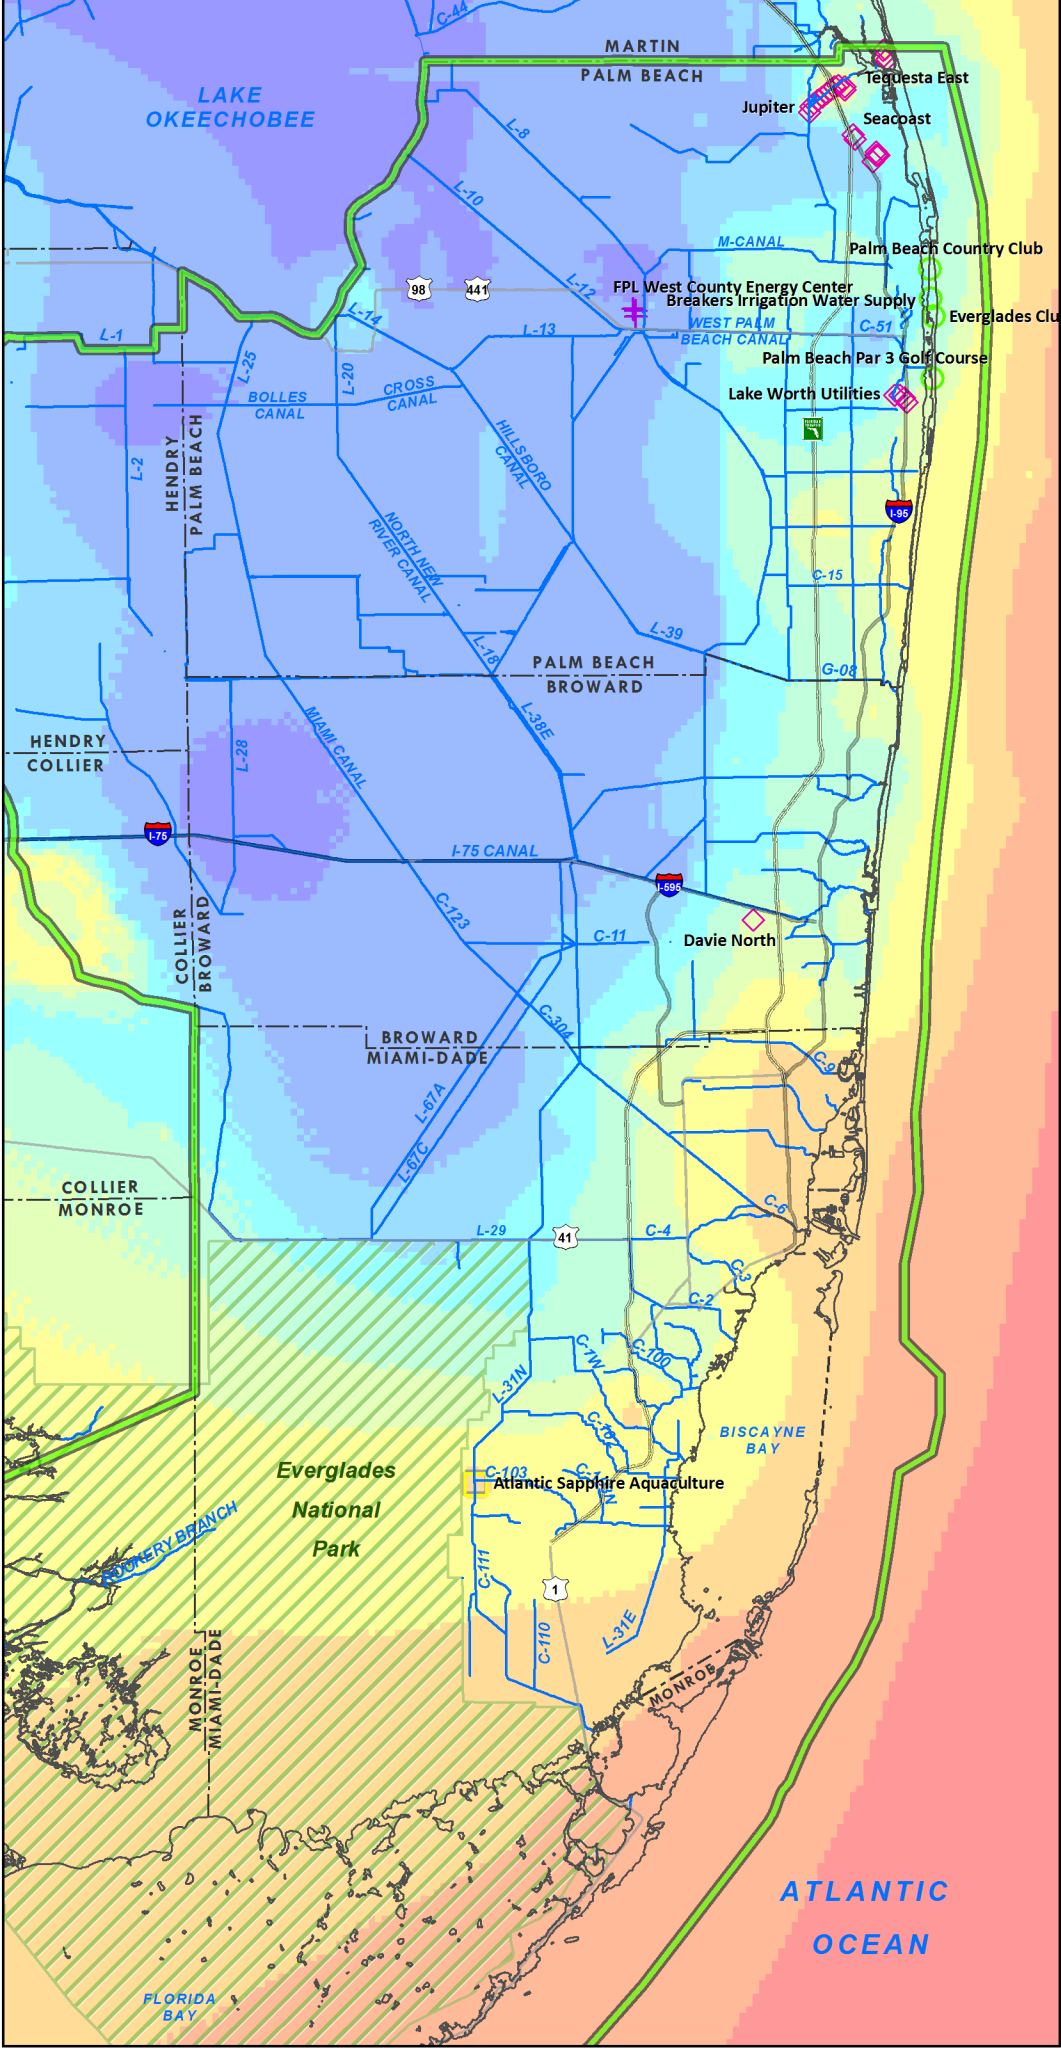 C-44
MARTIN
PALM BEACH
Tequesta East
LAKE
OKEECHOBEE
Jupiter
Seacoast
L-8
L-10
M-CANAL
Palm Beach Country Club
98
441
L-12
FPL West County Energy Center
Breakers Irrigation Water Supply
Everglades Clu
L-14
L-13
WEST PALM
BEACH CANAL
C-51
L-1
L-25
L-20
Palm Beach Par 3 Golf Course
CROSS
CANAL
BOLLES
CANAL
Lake Worth Utilities
HENDRY
PALM BEACH
L-2
HILLSBORO
CANAL
I-95
NORTH NEW
RIVER CANAL
C-15
L-39
L-18
PALM BEACH
BROWARD
G-08
L-38E
MIAMI CANAL
L-28
HENDRY
COLLIER
I-75
I-75 CANAL
I-595
C-123
COLLIER
BROWARD
C-11
Davie North
C-304
BROWARD
MIAMI-DADE
C-9
L-67A
L-67C
COLLIER
MONROE
C-6
L-29
41
C-4
C-3
C-2
C-1W
C-100
L-31N
BISCAYNE
BAY
Everglades
National
Park
C-103
Atlantic Sapphire Aquaculture
ROOKERY BRANCH
C-111
1
C-110
L-31E
MONROE
MIAMI-DADE
MONROE
ATLANTIC
OCEAN
FLORIDA
BAY